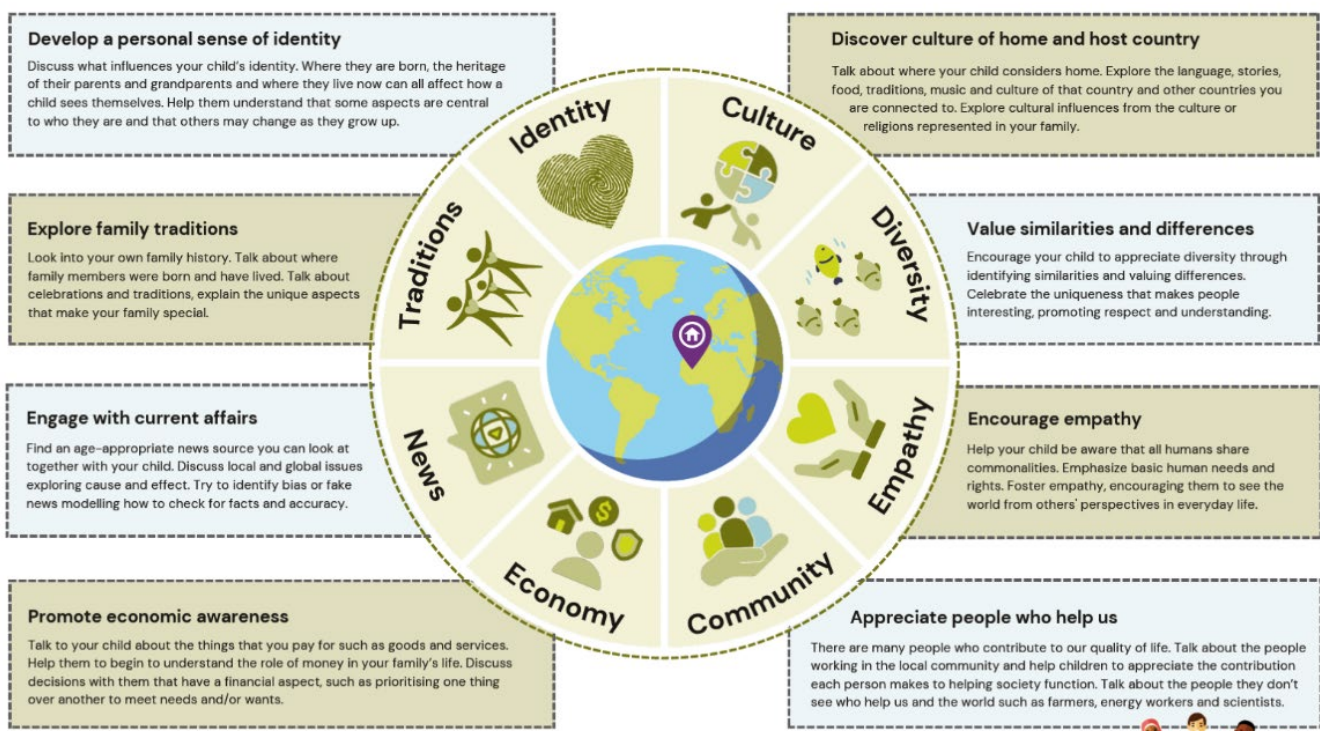 Develop a personal sense of identity
Discuss what influences your child's identity. Where they are born, the heritage
of their parents and grandparents and where they live now can all affect how a
child sees themselves. Help them understand that some aspects are central
to who they are and that others may change as they grow up.
Explore family traditions
Look into your own family history. Talk about where
family members were born and have lived. Talk about
celebrations and traditions, explain the unique aspects
that make your family special.
Engage with current affairs
Find an age-appropriate news source you can look at
together with your child. Discuss local and global issues
exploring cause and effect. Try to identify bias or fake
news modelling how to check for facts and accuracy.
Promote economic awareness
Talk to your child about the things that you pay for such as goods and services.
Help them to begin to understand the role of money in your family's life. Discuss
decisions with them that have a financial aspect, such as prioritising one thing
over another to meet needs and/or wants.
Identity
Culture
Diversity
Empathy
Community
Economy
News
Traditions
$
Discover culture of home and host country
Talk about where your child considers home. Explore the language, stories,
food, traditions, music and culture of that country and other countries you
are connected to. Explore cultural influences from the culture or
religions represented in your family.
Value similarities and differences
Encourage your child to appreciate diversity through
identifying similarities and valuing differences.
Celebrate the uniqueness that makes people
interesting, promoting respect and understanding.
Encourage empathy
Help your child be aware that all humans share
commonalities. Emphasize basic human needs and
rights. Foster empathy, encouraging them to see the
world from others' perspectives in everyday life.
Appreciate people who help us
There are many people who contribute to our quality of life. Talk about the people
working in the local community and help children to appreciate the contribution
each person makes to helping society function. Talk about the people they don't
see who help us and the world such as farmers, energy workers and scientists.